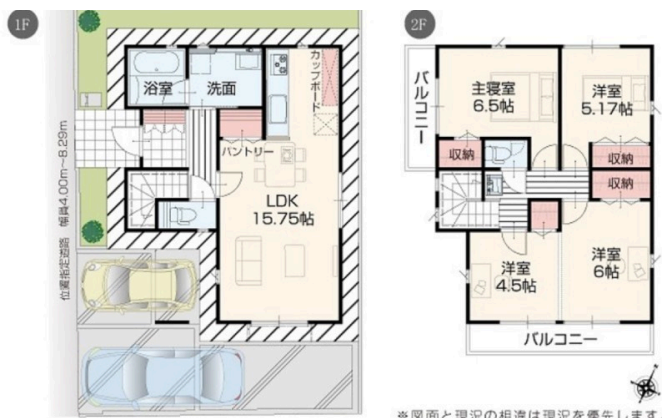 1F
浴室
洗面
カップボード
パントリー
LDK
15.75帖
位置指定道路 幅員4.00m~8.29m
2F
バルコニー
主寝室
6.5帖
洋室
5.17帖
収納
収納
収納
洋室
4.5帖
洋室
6帖
バルコニー
※図面と現況の相違は現況を優先します